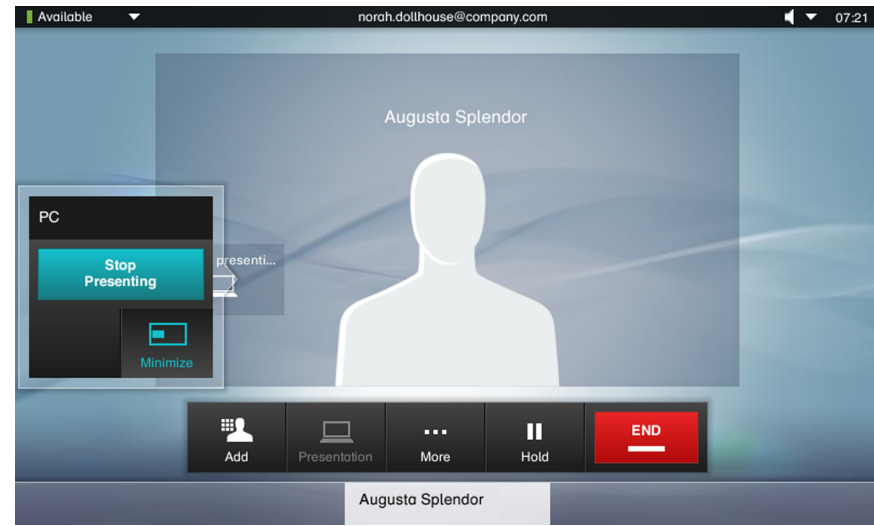 Available
norah.dollhouse@company.com
07:21
Augusta Splendor
PC
Stop
Presenting
presenti...
Minimize
Add
Presentation
More
Hold
END
Augusta Splendor